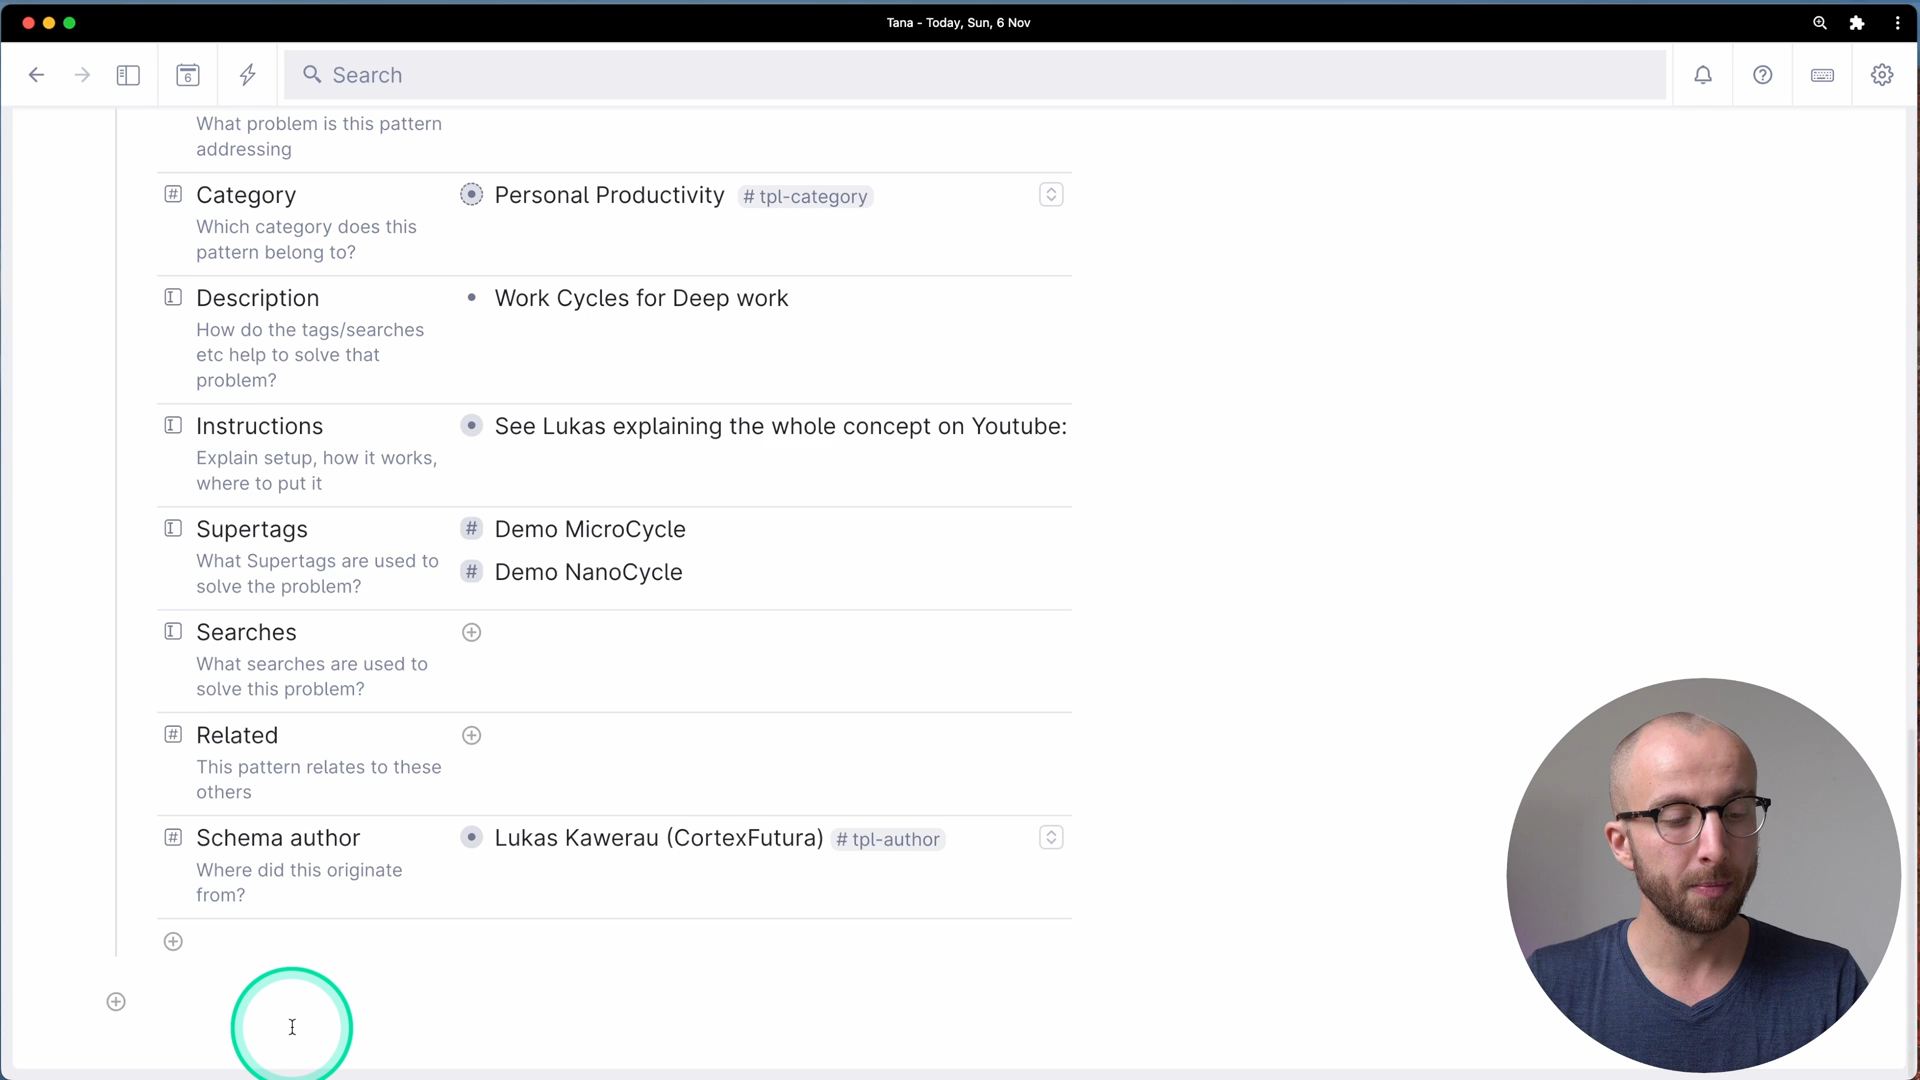 Tana - Today, Sun, 6 Nov
6
Search
What problem is this pattern
addressing
Category
Personal Productivity
# tpl-category
Which category does this
pattern belong to?
Description
Work Cycles for Deep work
How do the tags/searches
etc help to solve that
problem?
Instructions
See Lukas explaining the whole concept on Youtube:
Explain setup, how it works,
where to put it
Supertags
# Demo MicroCycle
What Supertags are used to
solve the problem?
# Demo NanoCycle
Searches
What searches are used to
solve this problem?
Related
This pattern relates to these
others
Schema author
Lukas Kawerau (CortexFutura) # tpl-author
Where did this originate
from?